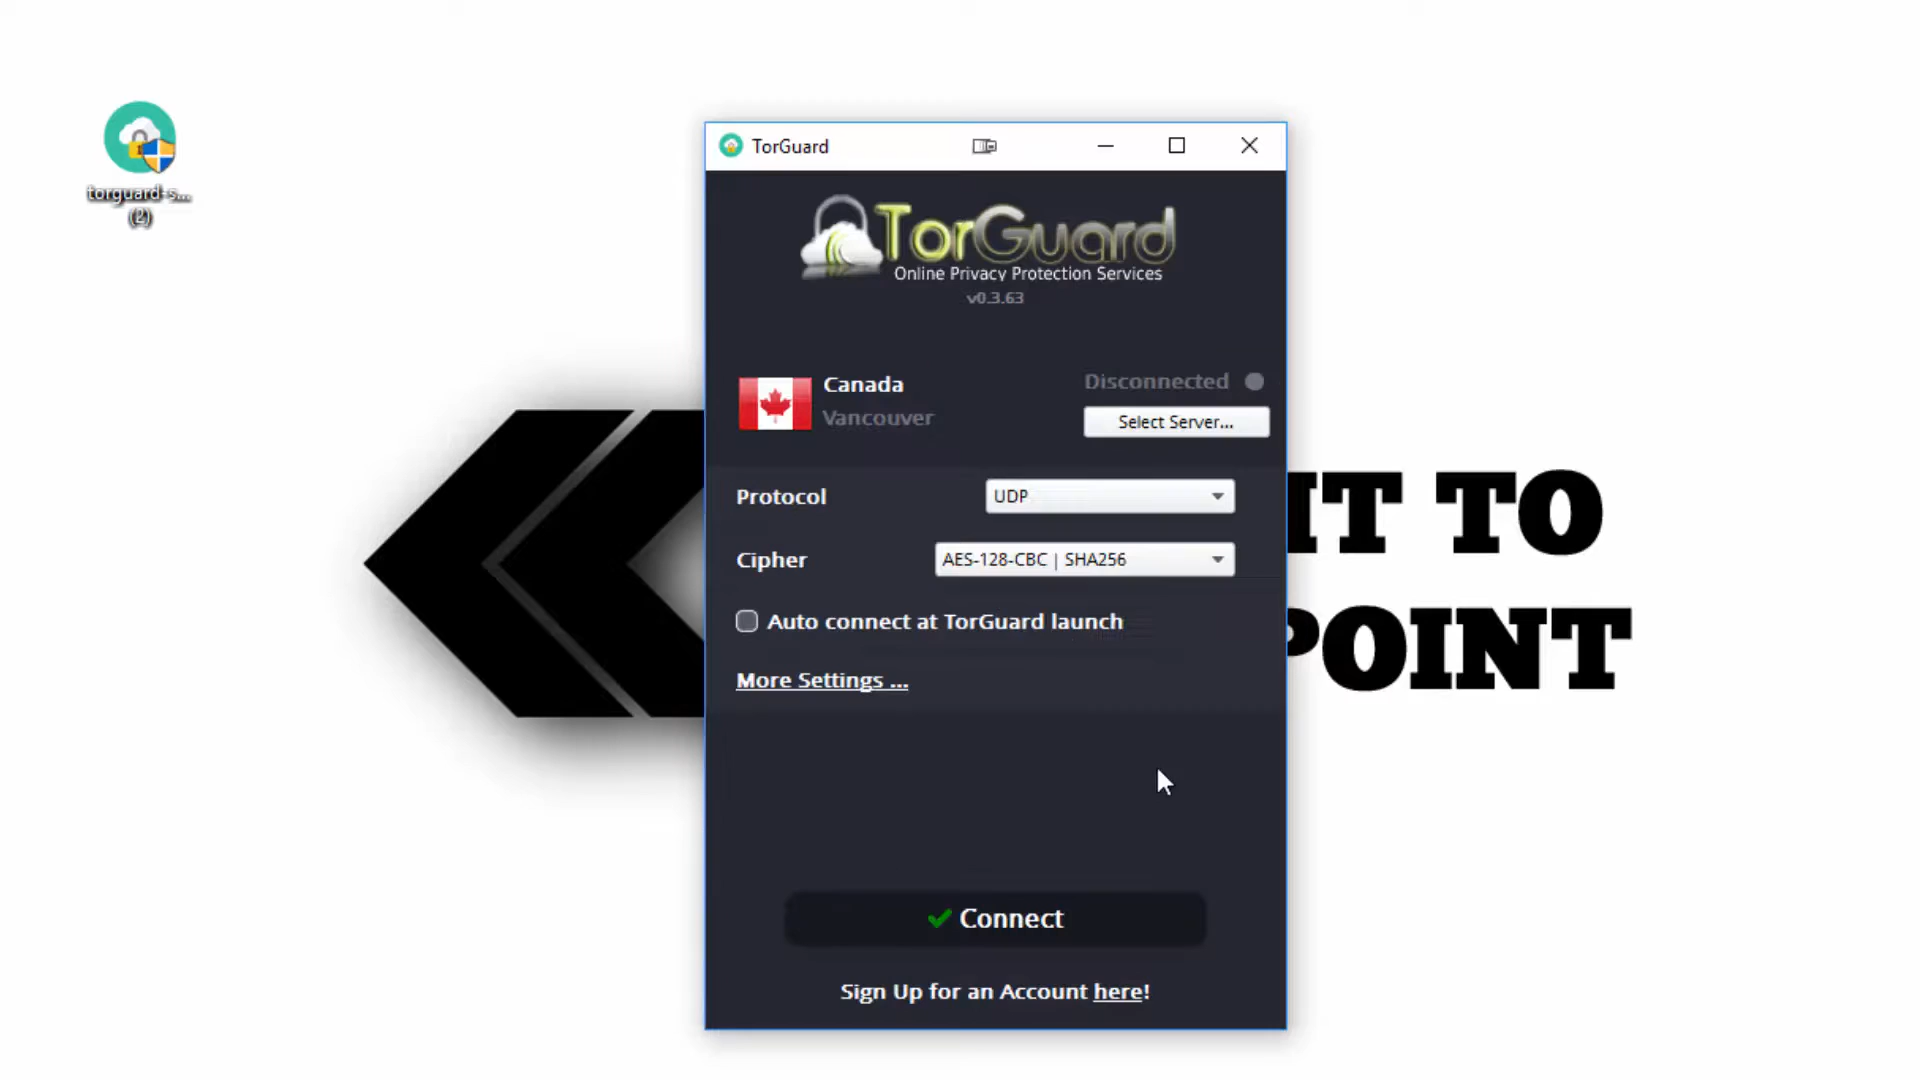 torguard-s...
(2)
TorGuard
TorGuard
Online Privacy Protection Services
v0.3.63
Canada
Vancouver
Disconnected
Select Server...
Protocol
UDP
Cipher
AES-128-CBC | SHA256
Auto connect at TorGuard launch
More Settings ...
Connect
Sign Up for an Account here!
IT TO
POINT